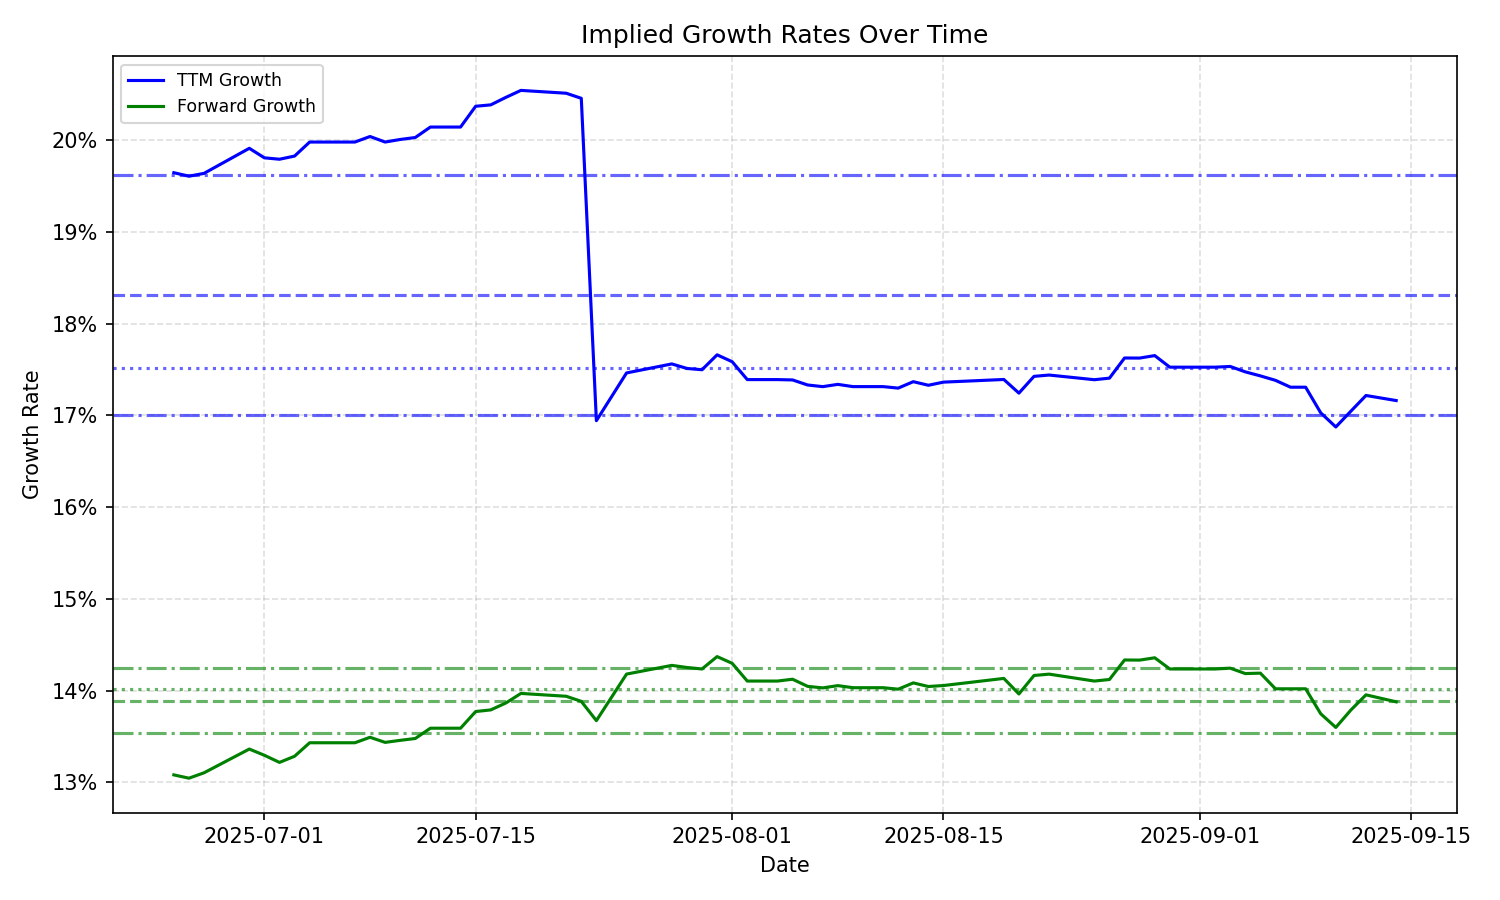 Implied Growth Rates Over Time
TTM Growth
Forward Growth
20%
19%
18%
17%
16%
15%
14%
13%
Growth Rate
2025-07-01
2025-07-15
2025-08-01
2025-08-15
2025-09-01
2025-09-15
Date